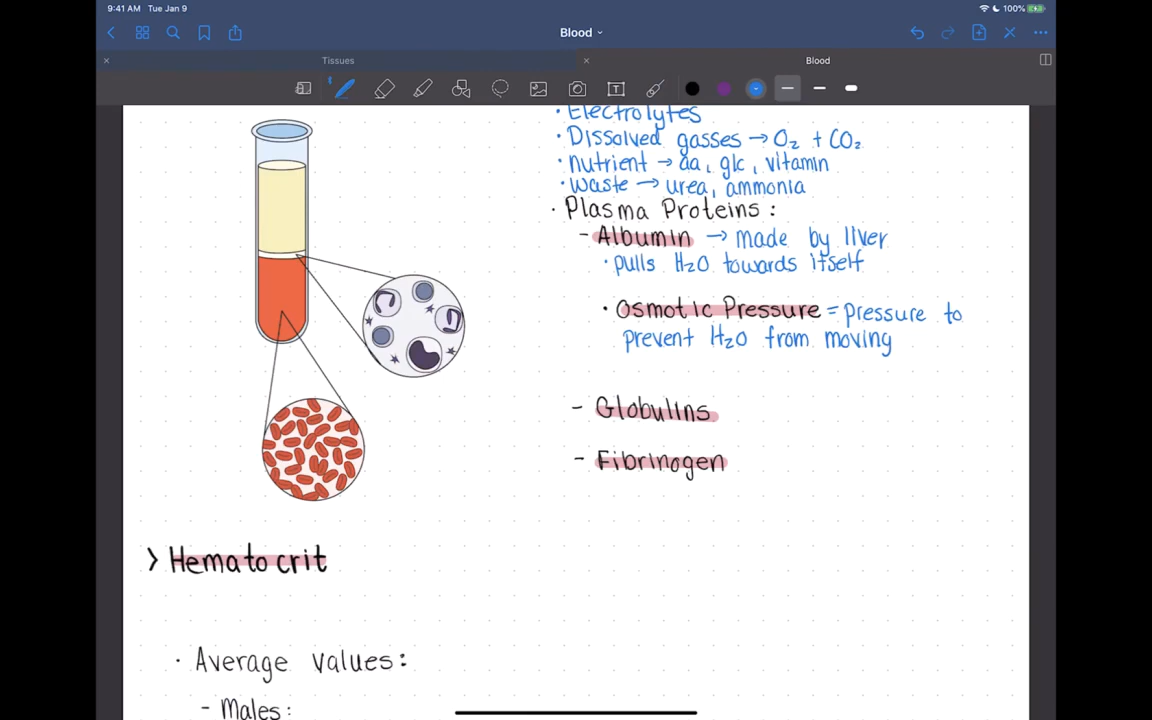 9:41 AM Tue Jan 9
100%
Blood
Tissues
Blood
• Electrolytes
• Dissolved gasses → O₂ + CO₂
• nutrient → aa, glc, vitamin
• waste → urea, ammonia
• Plasma Proteins:
- Albumin → made by liver
• pulls H₂O towards itself
• Osmotic Pressure = pressure to
prevent H₂O from moving
- Globulins
- Fibrinogen
> Hematocrit
• Average values:
- Males: